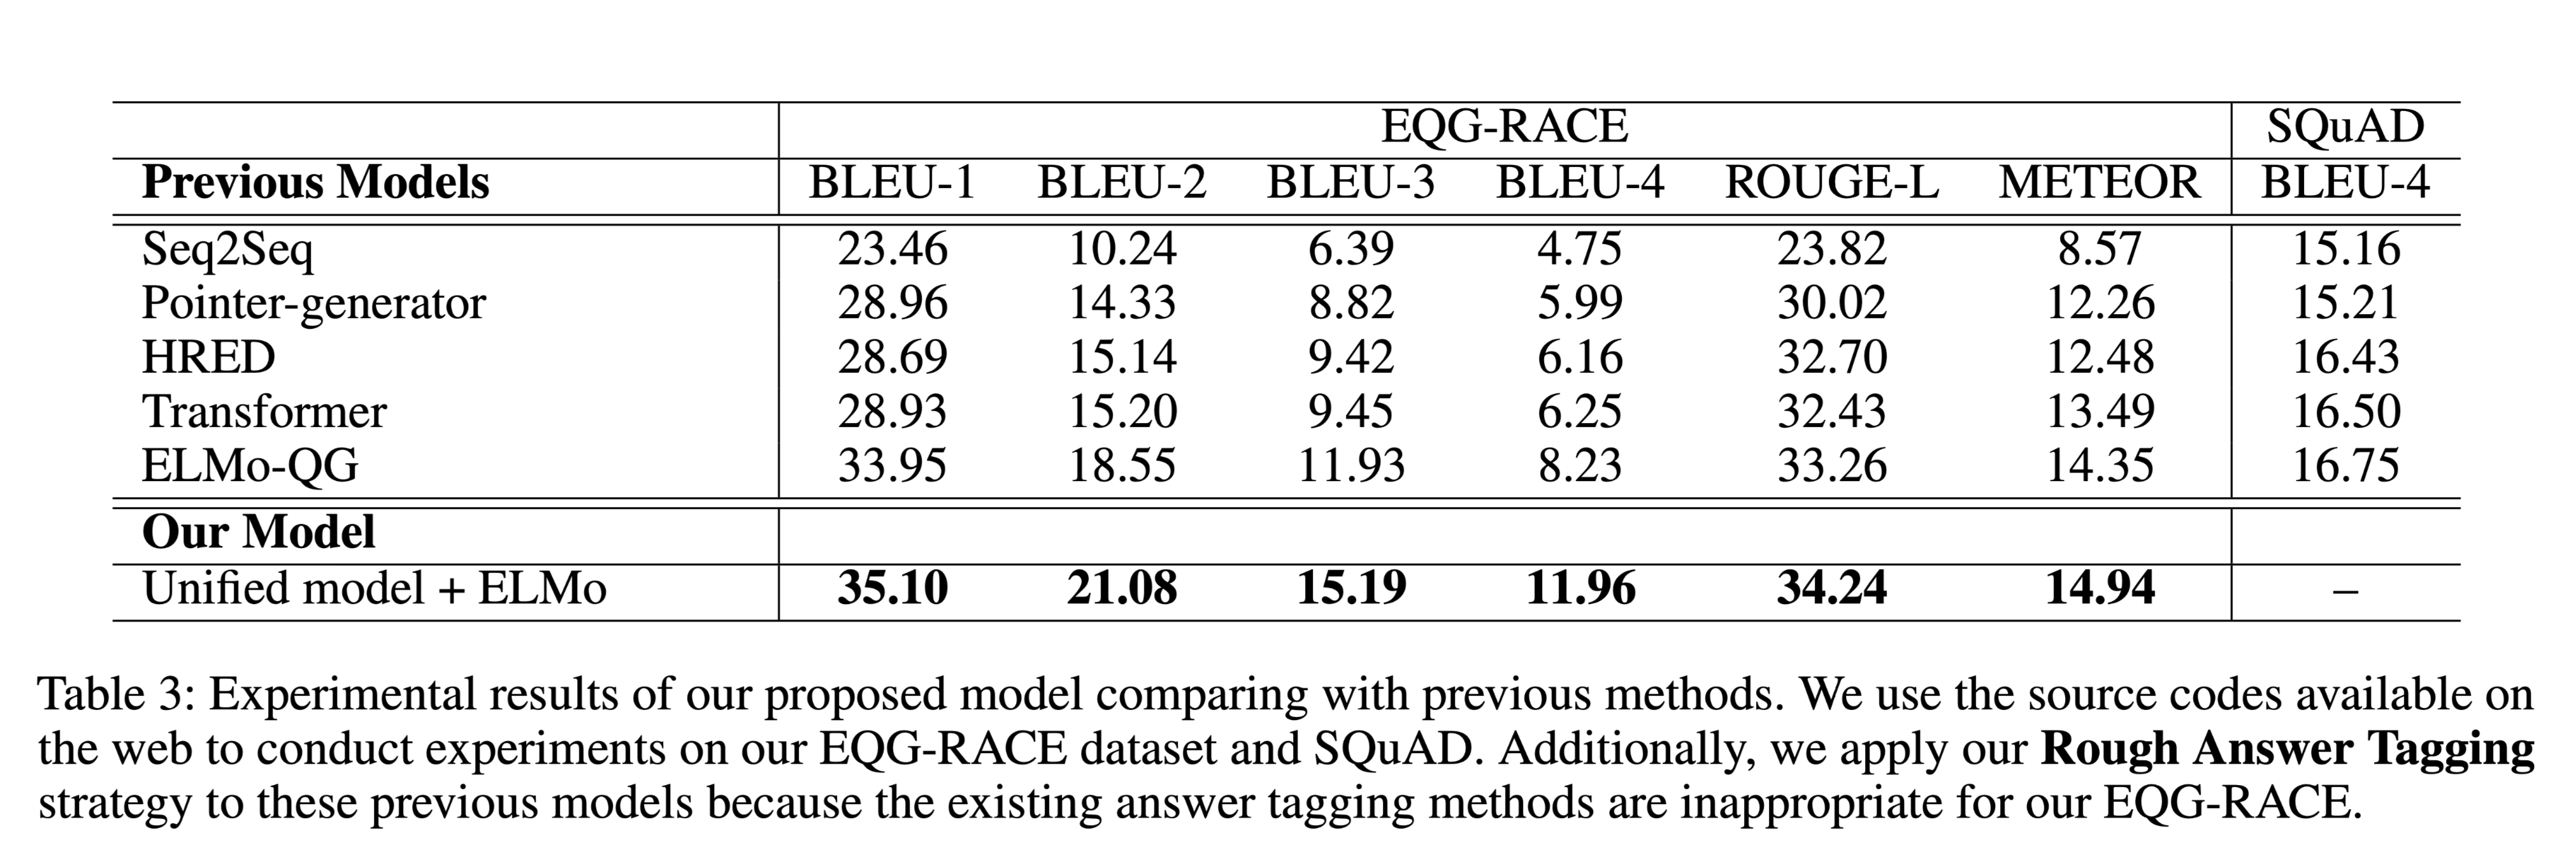 EQG-RACE SQuAD
Previous Models BLEU-1 BLEU-2 BLEU-3 BLEU-4 ROUGE-L METEOR BLEU-4
Seq2Seq 23.46 10.24 6.39 4.75 23.82 8.57 15.16
Pointer-generator 28.96 14.33 8.82 5.99 30.02 12.26 15.21
HRED 28.69 15.14 9.42 6.16 32.70 12.48 16.43
Transformer 28.93 15.20 9.45 6.25 32.43 13.49 16.50
ELMo-QG 33.95 18.55 11.93 8.23 33.26 14.35 16.75
Our Model
Unified model + ELMo 35.10 21.08 15.19 11.96 34.24 14.94 –
Table 3: Experimental results of our proposed model comparing with previous methods. We use the source codes available on
the web to conduct experiments on our EQG-RACE dataset and SQuAD. Additionally, we apply our Rough Answer Tagging
strategy to these previous models because the existing answer tagging methods are inappropriate for our EQG-RACE.